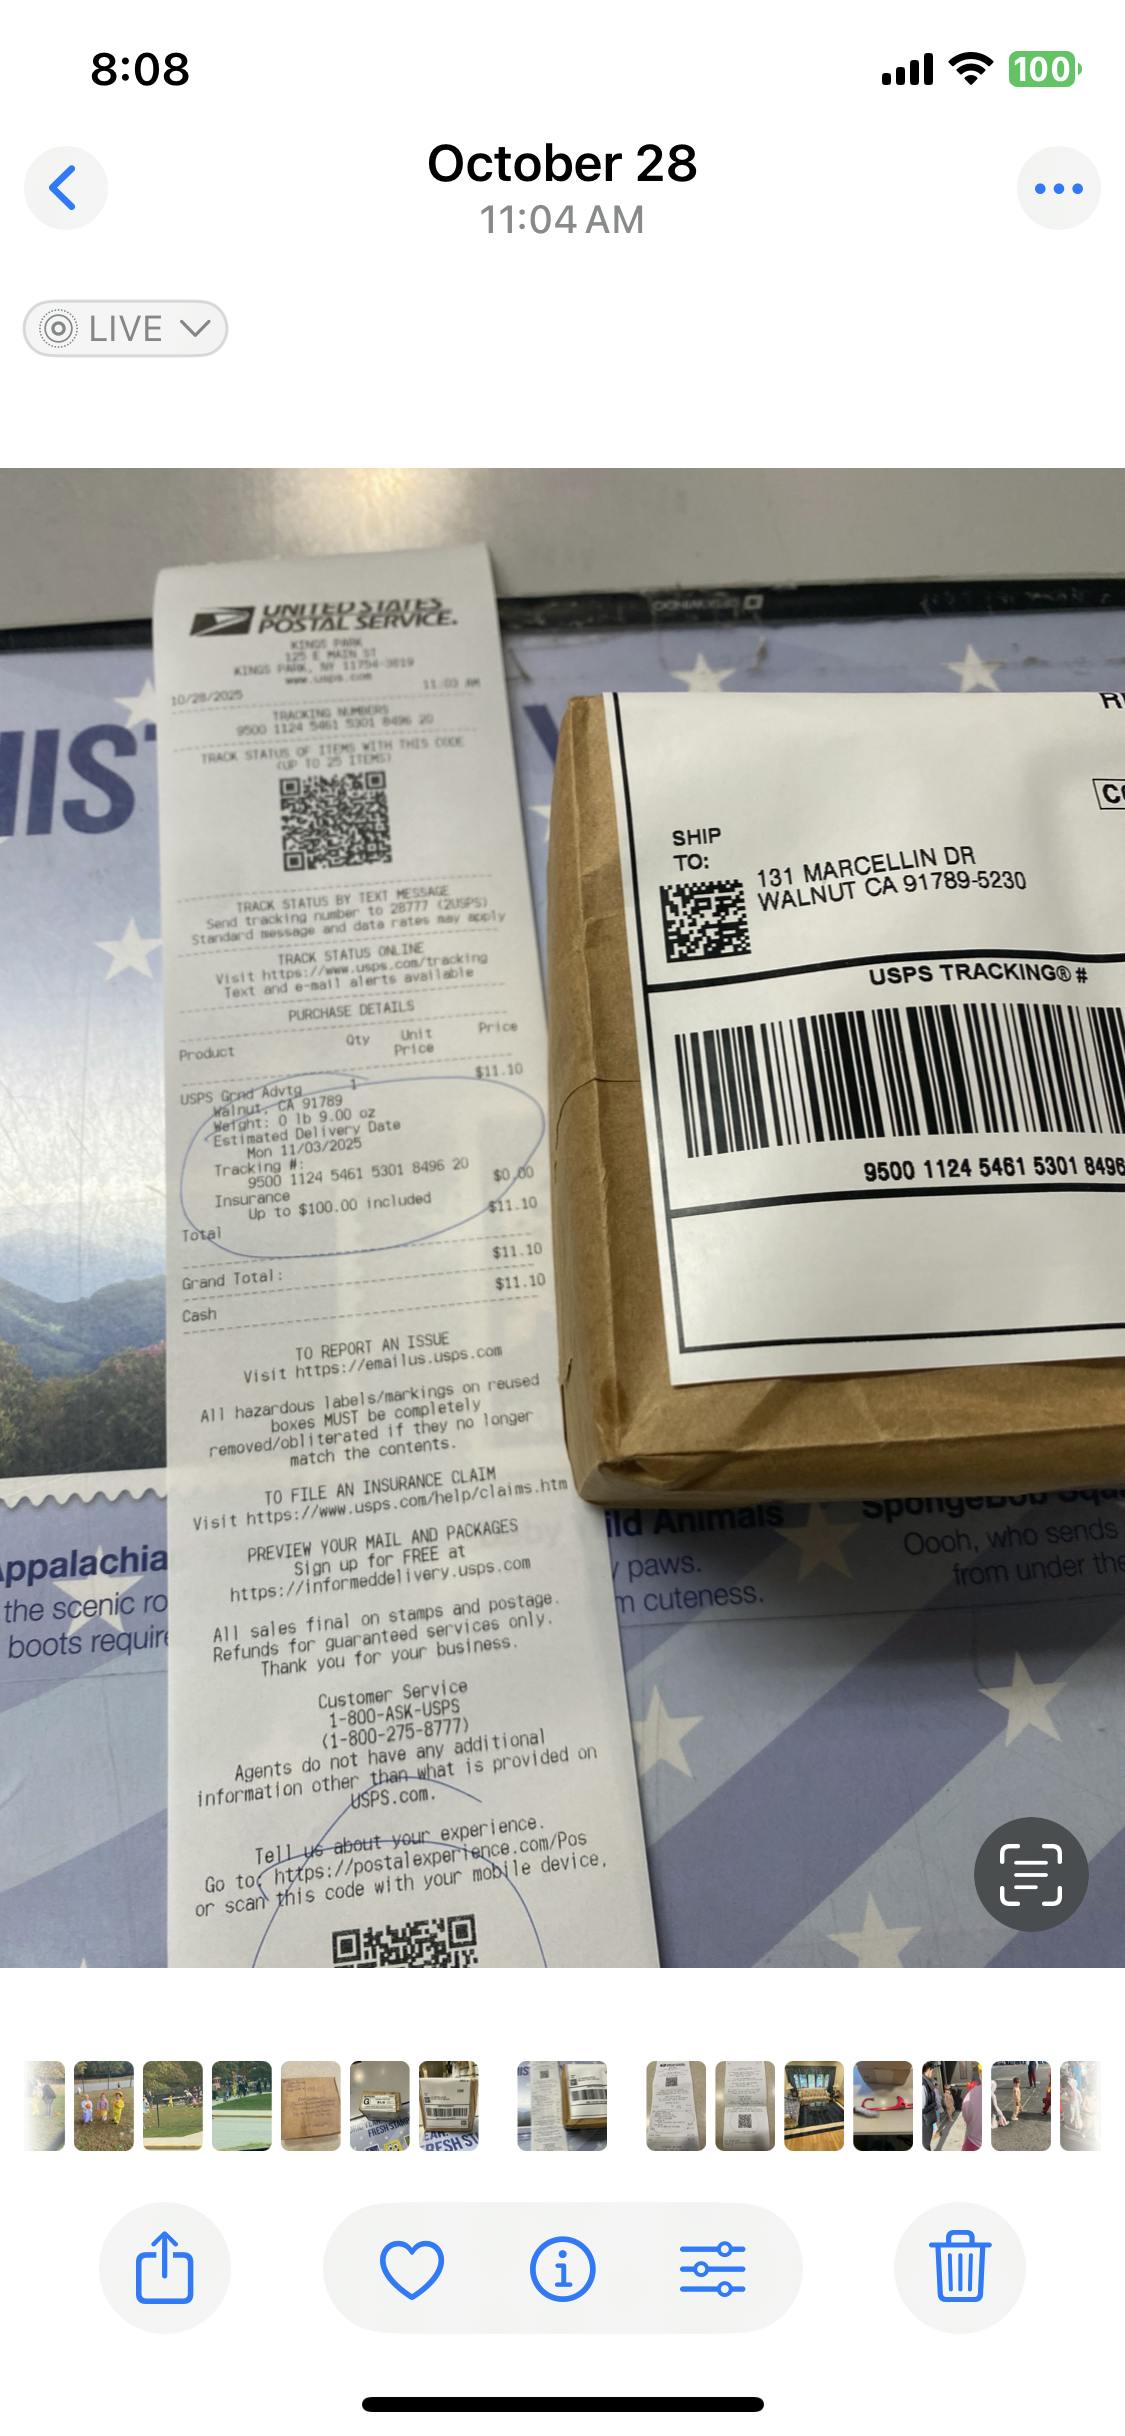 8:08
100
October 28
11:04 AM
LIVE
UNITED STATES
POSTAL SERVICE.
KINGS PARK
125 E MAIN ST
KINGS PARK, NY 11754-3819
www.usps.com
10/28/2025 11:03 AM
TRACKING NUMBERS
9500 1124 5461 5301 8496 20
TRACK STATUS OF ITEMS WITH THIS CODE
(UP TO 25 ITEMS)
TRACK STATUS BY TEXT MESSAGE
Send tracking number to 28777 (2USPS)
Standard message and data rates may apply
TRACK STATUS ONLINE
Visit https://www.usps.com/tracking
Text and e-mail alerts available
PURCHASE DETAILS
Product Qty Unit Price
Price
USPS Grnd Advtg 1 $11.10
Walnut, CA 91789
Weight: 0 lb 9.00 oz
Estimated Delivery Date
Mon 11/03/2025
Tracking #:
9500 1124 5461 5301 8496 20
Insurance $0.00
Up to $100.00 included
Total $11.10
Grand Total: $11.10
Cash $11.10
TO REPORT AN ISSUE
Visit https://emailus.usps.com
All hazardous labels/markings on reused
boxes MUST be completely
removed/obliterated if they no longer
match the contents.
TO FILE AN INSURANCE CLAIM
Visit https://www.usps.com/help/claims.htm
PREVIEW YOUR MAIL AND PACKAGES
Sign up for FREE at
https://informeddelivery.usps.com
All sales final on stamps and postage.
Refunds for guaranteed services only.
Thank you for your business.
Customer Service
1-800-ASK-USPS
(1-800-275-8777)
Agents do not have any additional
information other than what is provided on
USPS.com.
Tell us about your experience.
Go to: https://postalexperience.com/Pos
or scan this code with your mobile device,
SHIP
TO:
131 MARCELLIN DR
WALNUT CA 91789-5230
USPS TRACKING® #
9500 1124 5461 5301 8496
Appalachia
the scenic ro
boots require
ild Animals
paws.
m cuteness.
SpongeBob Squa
Oooh, who sends
from under the